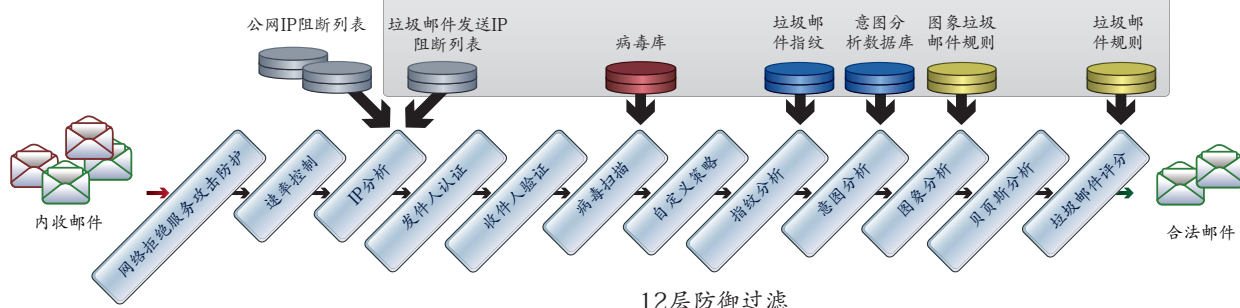 公网IP阻断列表
垃圾邮件发送IP
阻断列表
病毒库
垃圾邮
件指纹
意图分
析数据库
图象垃圾
邮件规则
垃圾邮
件规则
内收邮件
网络拒绝服务攻击防护
速率控制
IP分析
发件人认证
收件人验证
病毒扫描
自定义策略
指纹分析
意图分析
图象分析
贝页斯分析
垃圾邮件评分
合法邮件
12层防御过滤